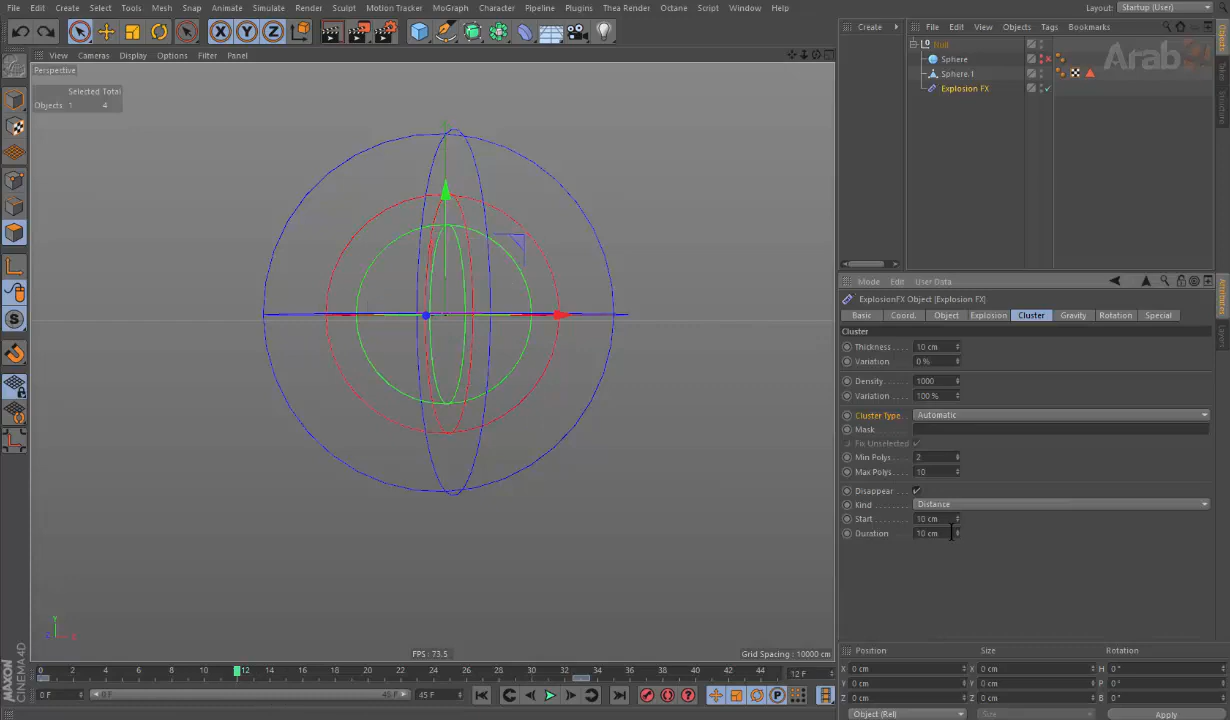 File Edit Create Select Tools Mesh Snap Animate Simulate Render Sculpt Motion Tracker MoGraph Character Pipeline Plugins Thea Render Octane Script Window Help
Layout: Startup (User)
View Cameras Display Options Filter Panel
Perspective
Selected Total
Objects 1 4
Create
File Edit View Objects Tags Bookmarks
Null
Sphere
Sphere.1
Explosion FX
Arab
Objects
Structure
Mode Edit User Data
ExplosionFX Object [Explosion FX]
Basic Coord. Object Explosion Cluster Gravity Rotation Special
Cluster
Thickness 10 cm
Variation 0 %
Density 1000
Variation 100 %
Cluster Type Automatic
Mask
Fix Unselected
Min Polys 2
Max Polys 10
Disappear
Kind Distance
Start 10 cm
Duration 10 cm
Attributes
Layers
Y
Z X
FPS : 73.5
Grid Spacing : 10000 cm
0 2 4 6 8 10 12 14 16 18 20 22 24 26 28 30 32 34 36 38 40 42 44
12 F
0 F 0 F 45 F 45 F
Position Size Rotation
X 0 cm X 0 cm H 0 °
Y 0 cm Y 0 cm P 0 °
Z 0 cm Z 0 cm B 0 °
Object (Rel) Size Apply
MAXON
CINEMA 4D